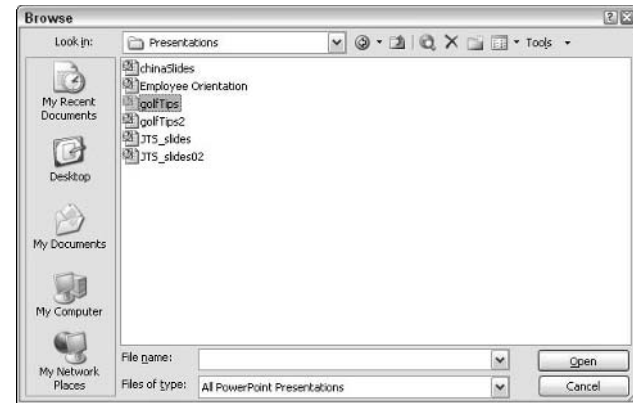 Browse
Look in:
Presentations
Tools
My Recent
Documents
Desktop
My Documents
My Computer
My Network
Places
chinaSlides
Employee Orientation
golfTips
golfTips2
JTS_slides
JTS_slides02
File name:
Open
Files of type:
All PowerPoint Presentations
Cancel